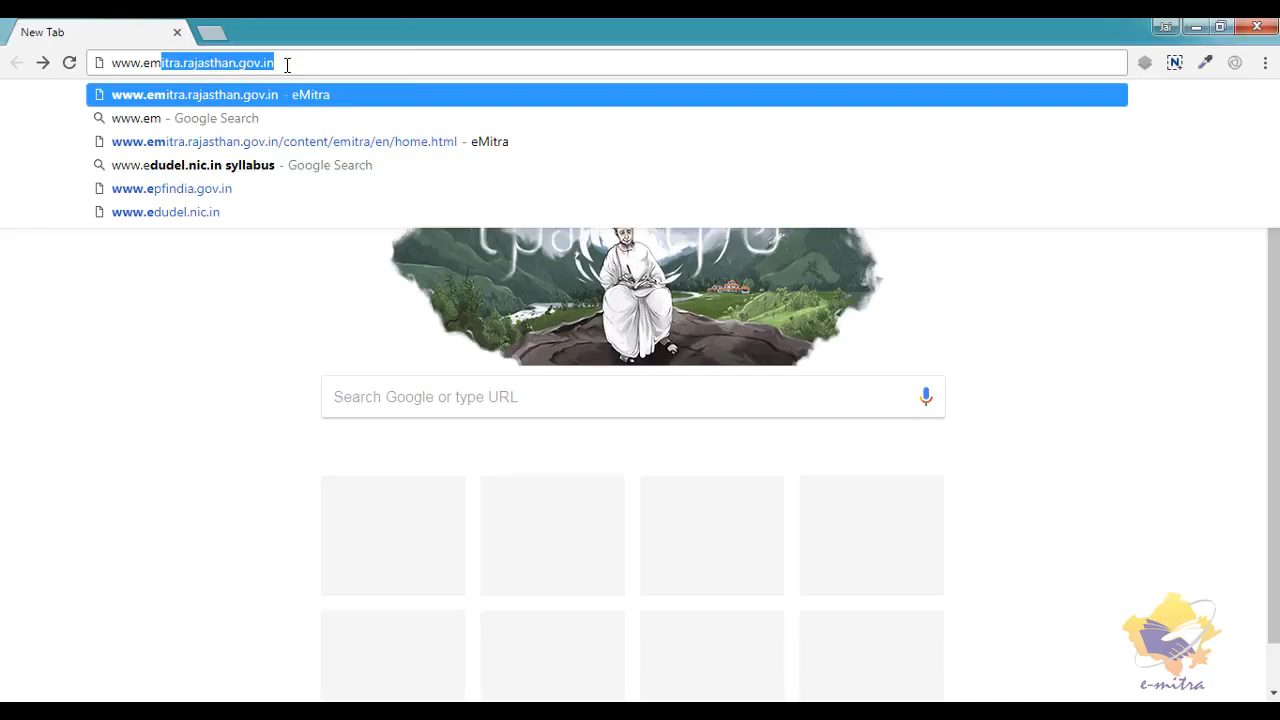 New Tab
Jai
www.emitra.rajasthan.gov.in
www.emitra.rajasthan.gov.in - eMitra
www.em - Google Search
www.emitra.rajasthan.gov.in/content/emitra/en/home.html - eMitra
www.edudel.nic.in syllabus - Google Search
www.epfindia.gov.in
www.edudel.nic.in
Search Google or type URL
e-mitra